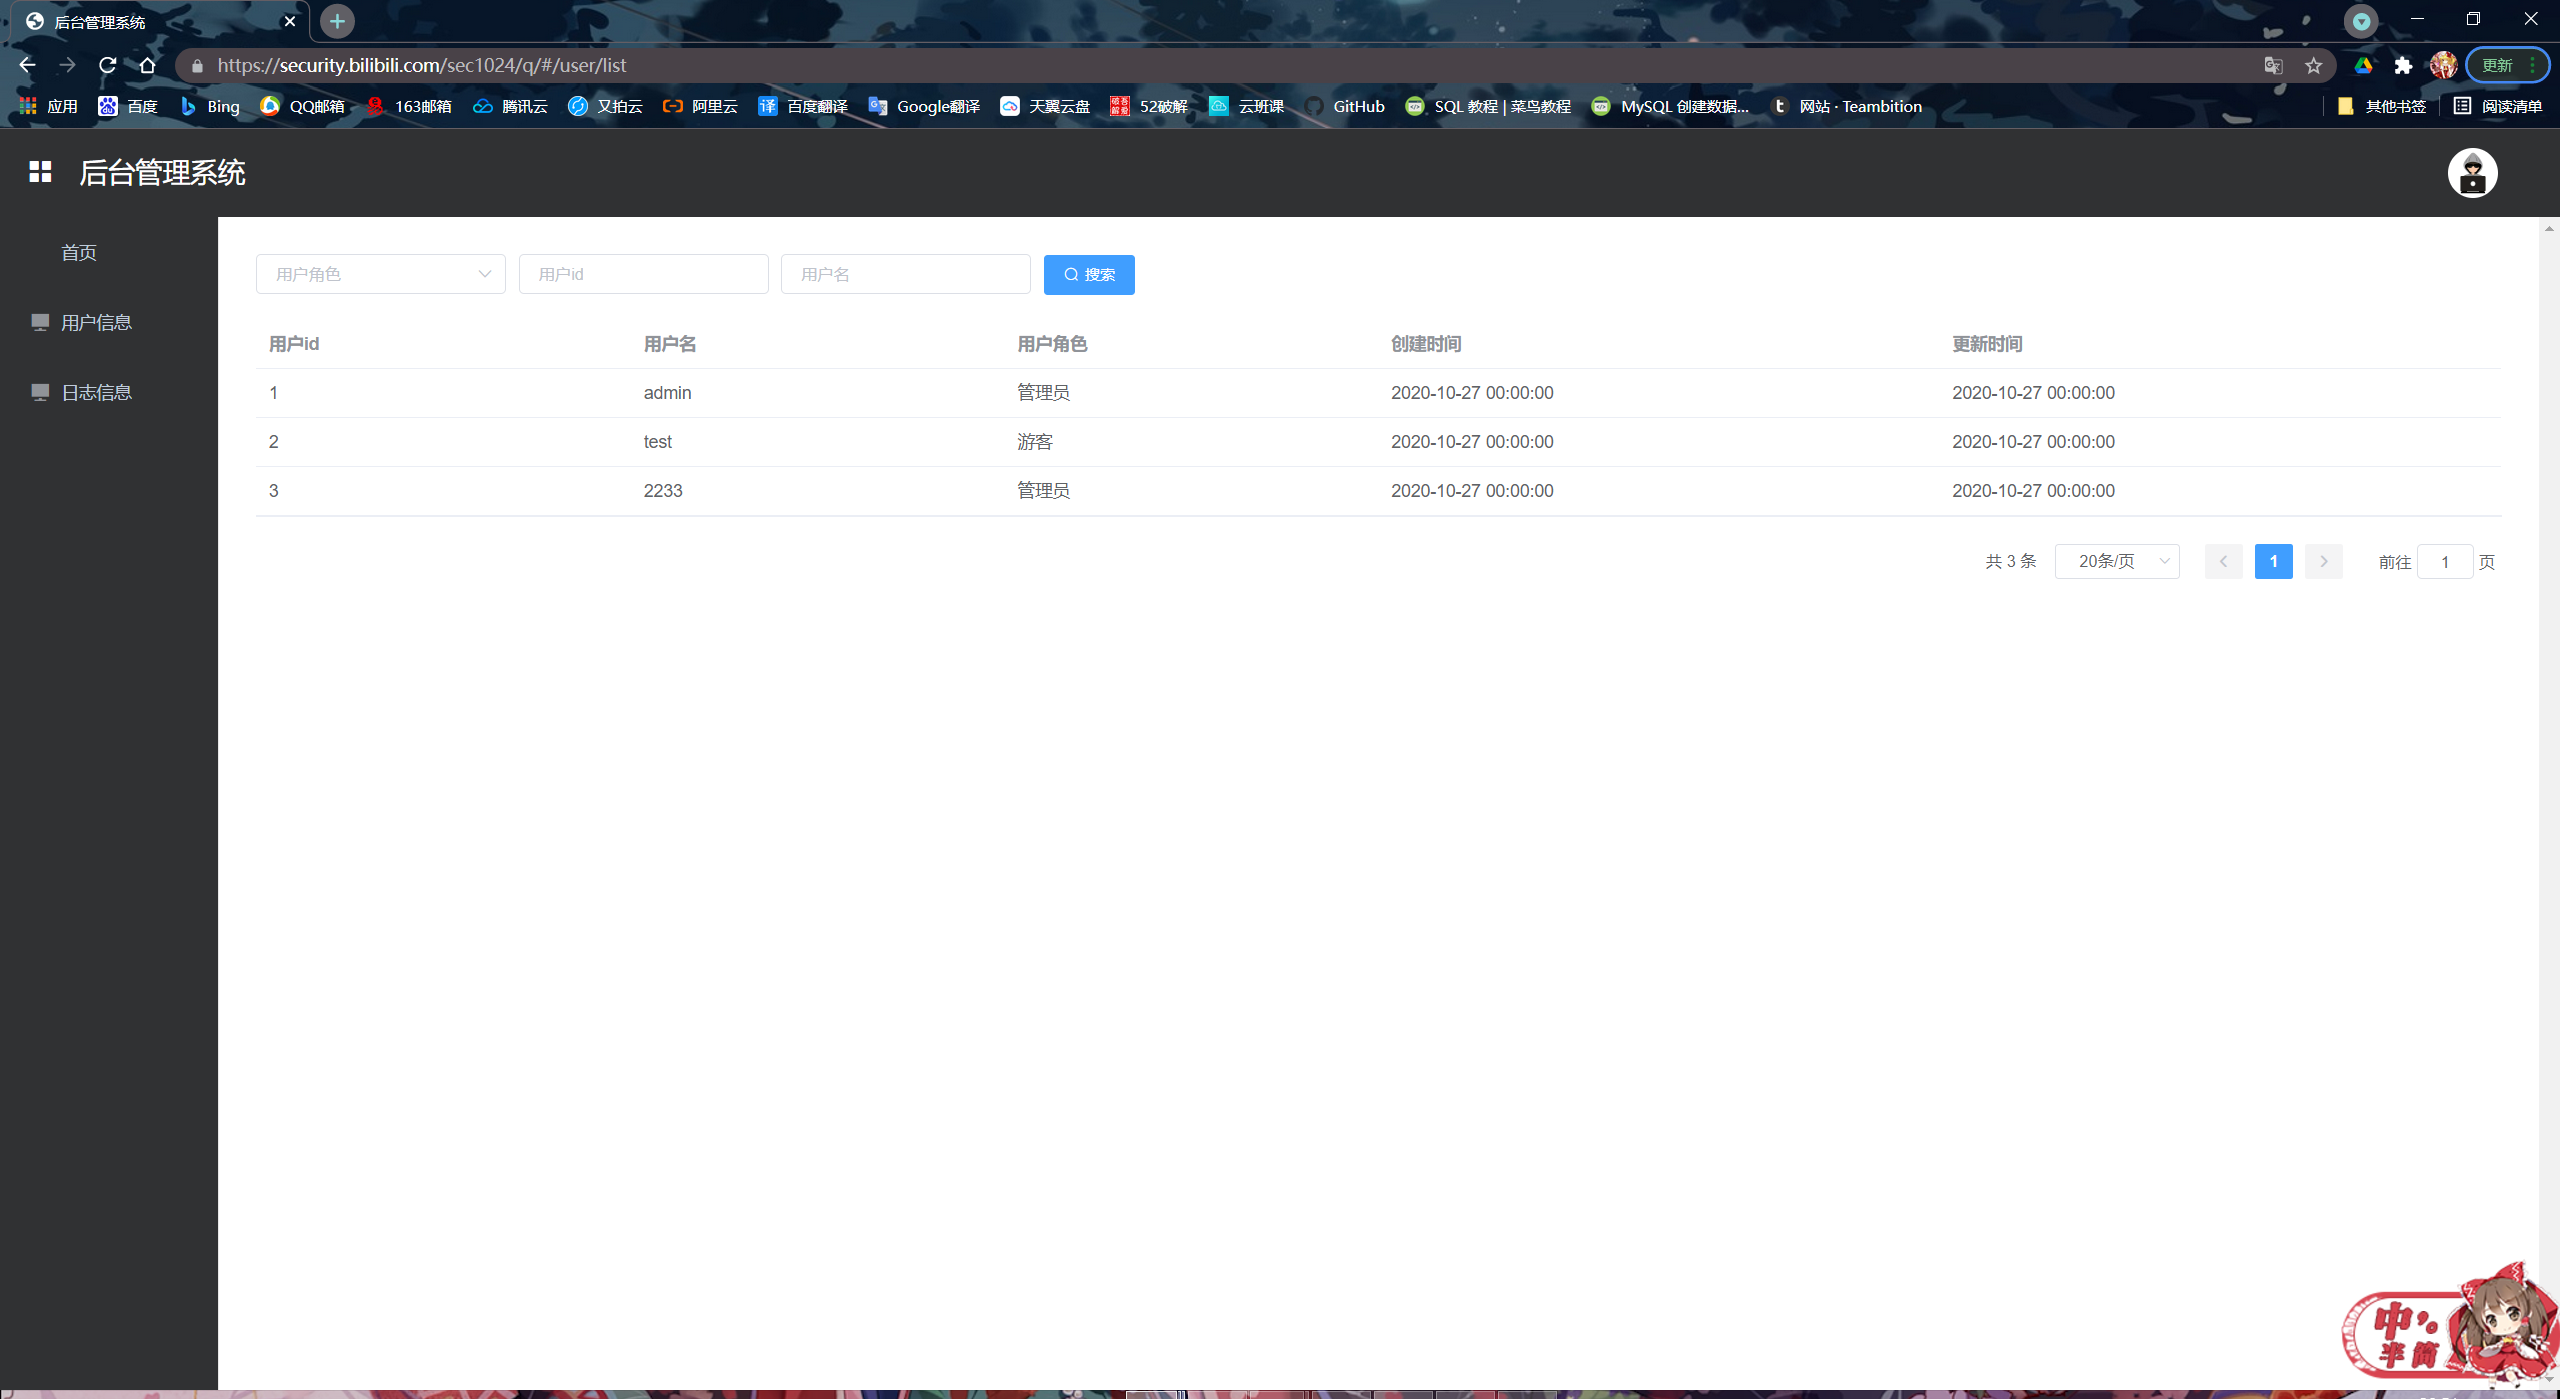 后台管理系统
https://security.bilibili.com/sec1024/q/#/user/list
更新
应用 百度 Bing QQ邮箱 163邮箱 腾讯云 又拍云 阿里云 百度翻译 Google翻译 天翼云盘 52破解 云班课 GitHub SQL 教程 | 菜鸟教程 MySQL 创建数据... 网站 · Teambition 其他书签 阅读清单
后台管理系统
首页
用户信息
日志信息
用户角色 用户id 用户名 搜索
用户id 用户名 用户角色 创建时间 更新时间
1 admin 管理员 2020-10-27 00:00:00 2020-10-27 00:00:00
2 test 游客 2020-10-27 00:00:00 2020-10-27 00:00:00
3 2233 管理员 2020-10-27 00:00:00 2020-10-27 00:00:00
共 3 条 20条/页 1 前往 1 页
中
半 简